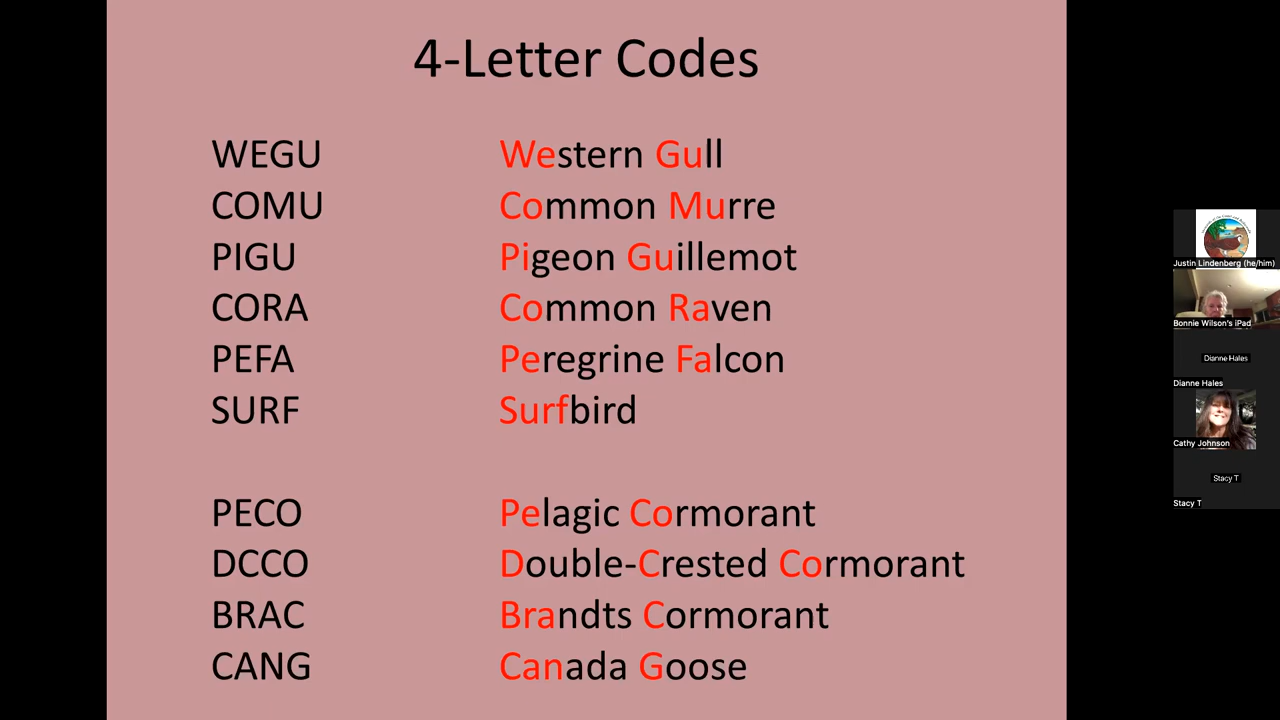 4-Letter Codes
WEGU Western Gull
COMU Common Murre
PIGU Pigeon Guillemot
CORA Common Raven
PEFA Peregrine Falcon
SURF Surfbird
PECO Pelagic Cormorant
DCCO Double-Crested Cormorant
BRAC Brandts Cormorant
CANG Canada Goose
Justin Lindenberg (he/him)
Bonnie Wilson's iPad
Dianne Hales
Dianne Hales
Cathy Johnson
Stacy T
Stacy T